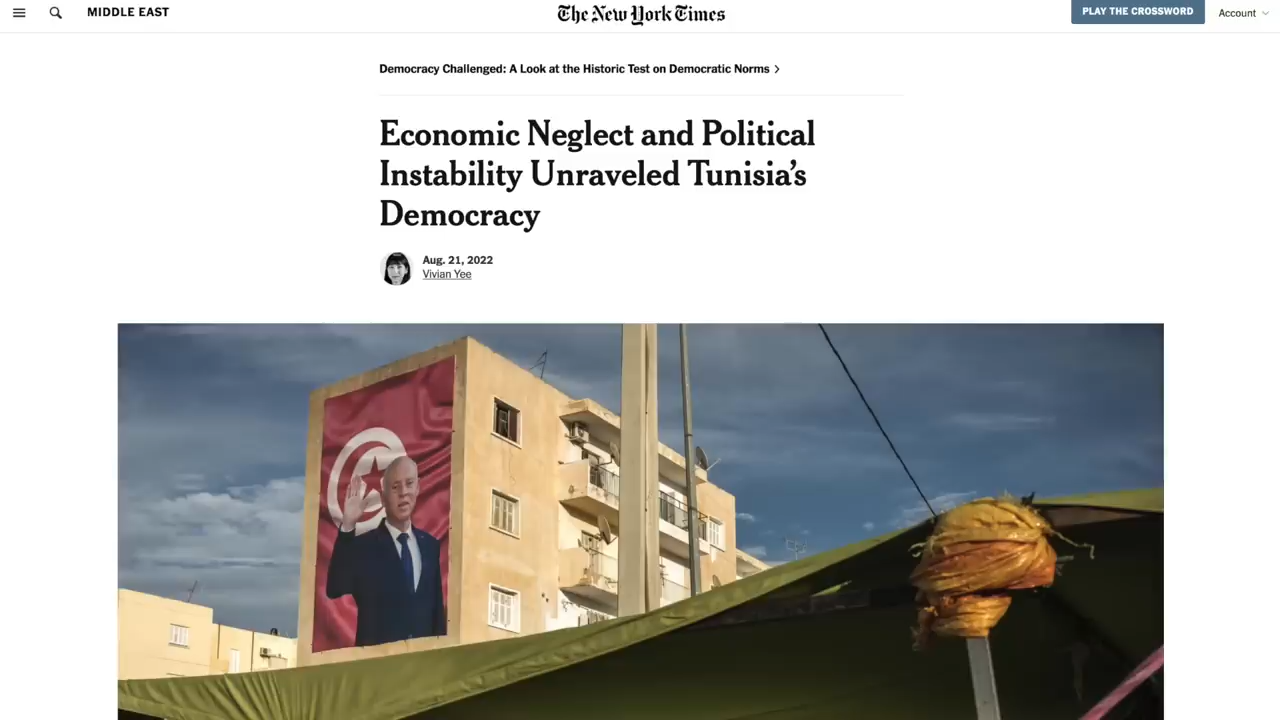 MIDDLE EAST
The New York Times
PLAY THE CROSSWORD
Account
Democracy Challenged: A Look at the Historic Test on Democratic Norms >
Economic Neglect and Political
Instability Unraveled Tunisia’s
Democracy
Aug. 21, 2022
Vivian Yee